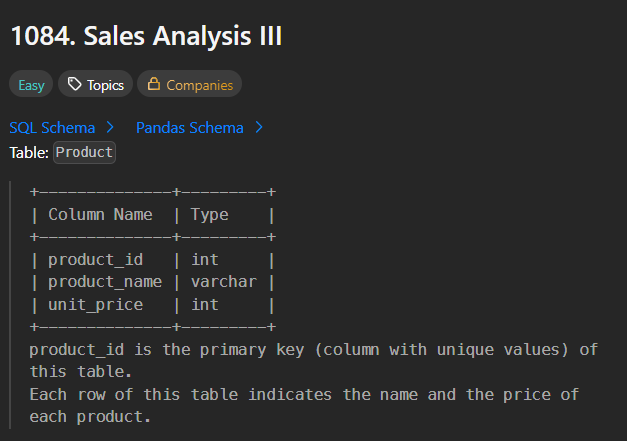 1084. Sales Analysis III
Easy Topics Companies
SQL Schema > Pandas Schema >
Table: Product
+--------------+---------+
| Column Name  | Type    |
+--------------+---------+
| product_id   | int     |
| product_name | varchar |
| unit_price   | int     |
+--------------+---------+
product_id is the primary key (column with unique values) of
this table.
Each row of this table indicates the name and the price of
each product.